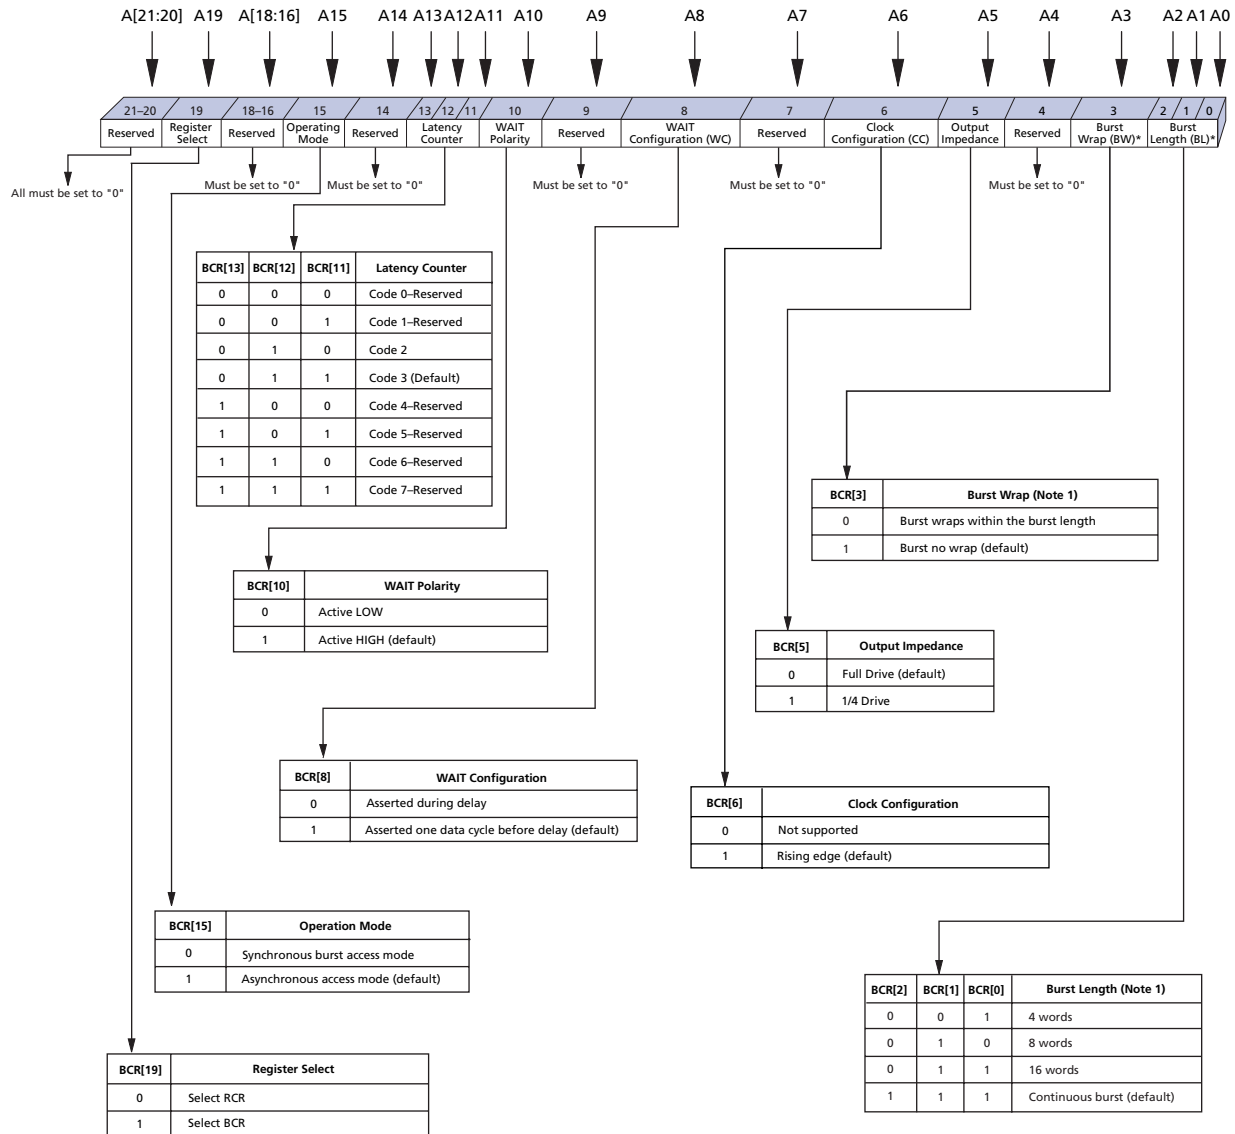 A[21:20] A19 A[18:16] A15 A14 A13 A12 A11 A10 A9 A8 A7 A6 A5 A4 A3 A2 A1 A0
21–20 19 18–16 15 14 13 12 11 10 9 8 7 6 5 4 3 2 1 0
Reserved
Register
Select
Reserved
Operating
Mode
Reserved
Latency
Counter
WAIT
Polarity
Reserved
WAIT
Configuration (WC)
Reserved
Clock
Configuration (CC)
Output
Impedance
Reserved
Burst
Wrap (BW)*
Burst
Length (BL)*
All must be set to "0"
Must be set to "0"
Must be set to "0"
Must be set to "0"
Must be set to "0"
Must be set to "0"
BCR[13] BCR[12] BCR[11] Latency Counter
0 0 0 Code 0–Reserved
0 0 1 Code 1–Reserved
0 1 0 Code 2
0 1 1 Code 3 (Default)
1 0 0 Code 4–Reserved
1 0 1 Code 5–Reserved
1 1 0 Code 6–Reserved
1 1 1 Code 7–Reserved
BCR[3] Burst Wrap (Note 1)
0 Burst wraps within the burst length
1 Burst no wrap (default)
BCR[10] WAIT Polarity
0 Active LOW
1 Active HIGH (default)
BCR[5] Output Impedance
0 Full Drive (default)
1 1/4 Drive
BCR[8] WAIT Configuration
0 Asserted during delay
1 Asserted one data cycle before delay (default)
BCR[6] Clock Configuration
0 Not supported
1 Rising edge (default)
BCR[15] Operation Mode
0 Synchronous burst access mode
1 Asynchronous access mode (default)
BCR[2] BCR[1] BCR[0] Burst Length (Note 1)
0 0 1 4 words
0 1 0 8 words
0 1 1 16 words
1 1 1 Continuous burst (default)
BCR[19] Register Select
0 Select RCR
1 Select BCR